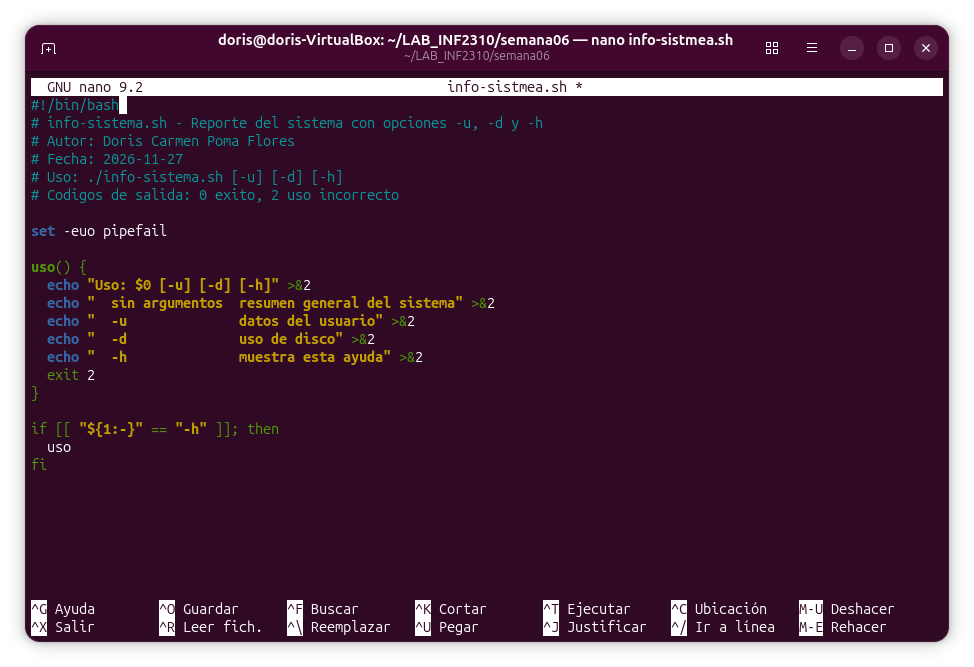 doris@doris-VirtualBox: ~/LAB_INF2310/semana06 — nano info-sistmea.sh
~/LAB_INF2310/semana06
GNU nano 9.2 info-sistmea.sh *
#!/bin/bash
# info-sistema.sh - Reporte del sistema con opciones -u, -d y -h
# Autor: Doris Carmen Poma Flores
# Fecha: 2026-11-27
# Uso: ./info-sistema.sh [-u] [-d] [-h]
# Codigos de salida: 0 exito, 2 uso incorrecto
set -euo pipefail
uso() {
  echo "Uso: $0 [-u] [-d] [-h]" >&2
  echo "  sin argumentos  resumen general del sistema" >&2
  echo "  -u              datos del usuario" >&2
  echo "  -d              uso de disco" >&2
  echo "  -h              muestra esta ayuda" >&2
  exit 2
}
if [[ "${1:-}" == "-h" ]]; then
  uso
fi
^G Ayuda ^O Guardar ^F Buscar ^K Cortar ^T Ejecutar ^C Ubicación M-U Deshacer
^X Salir ^R Leer fich. ^\ Reemplazar ^U Pegar ^J Justificar ^/ Ir a línea M-E Rehacer